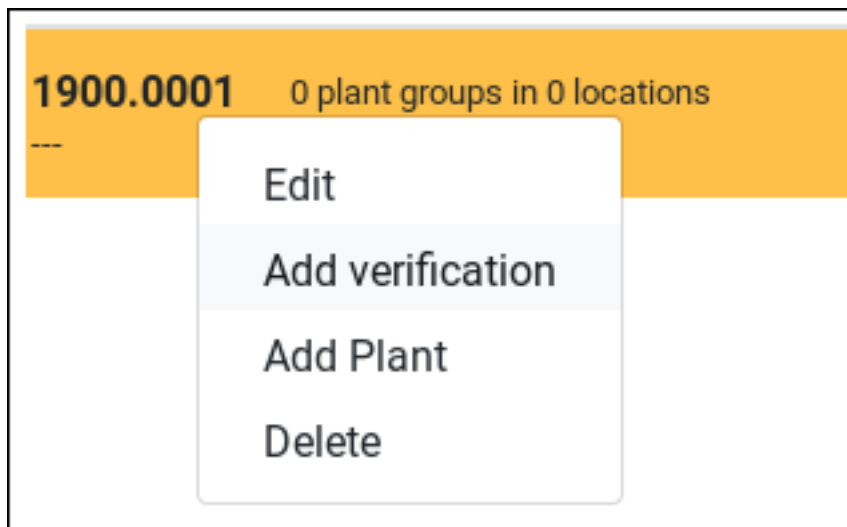 1900.0001 0 plant groups in 0 locations
---
Edit
Add verification
Add Plant
Delete